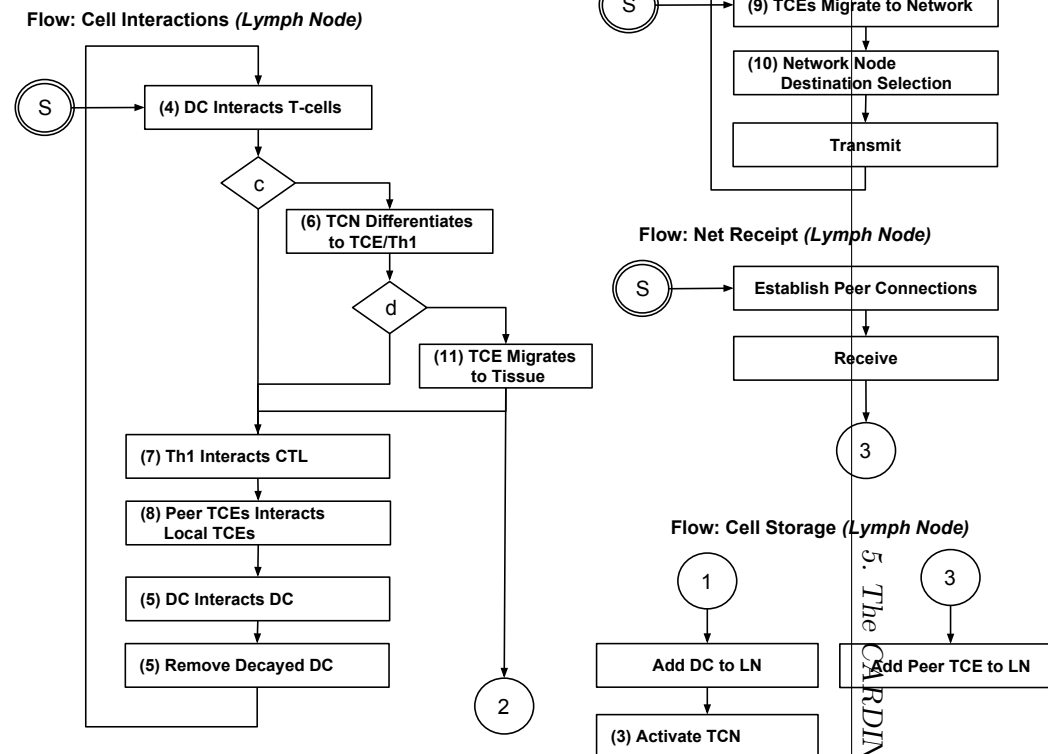 Flow: Cell Interactions (Lymph Node)
S
(4) DC Interacts T-cells
c
(6) TCN Differentiates
to TCE/Th1
d
(11) TCE Migrates
to Tissue
(7) Th1 Interacts CTL
(8) Peer TCEs Interacts
Local TCEs
(5) DC Interacts DC
(5) Remove Decayed DC
2
S
(9) TCEs Migrate to Network
(10) Network Node
Destination Selection
Transmit
Flow: Net Receipt (Lymph Node)
S
Establish Peer Connections
Receive
3
Flow: Cell Storage (Lymph Node)
1
Add DC to LN
(3) Activate TCN
3
Add Peer TCE to LN
5. The CARDIN